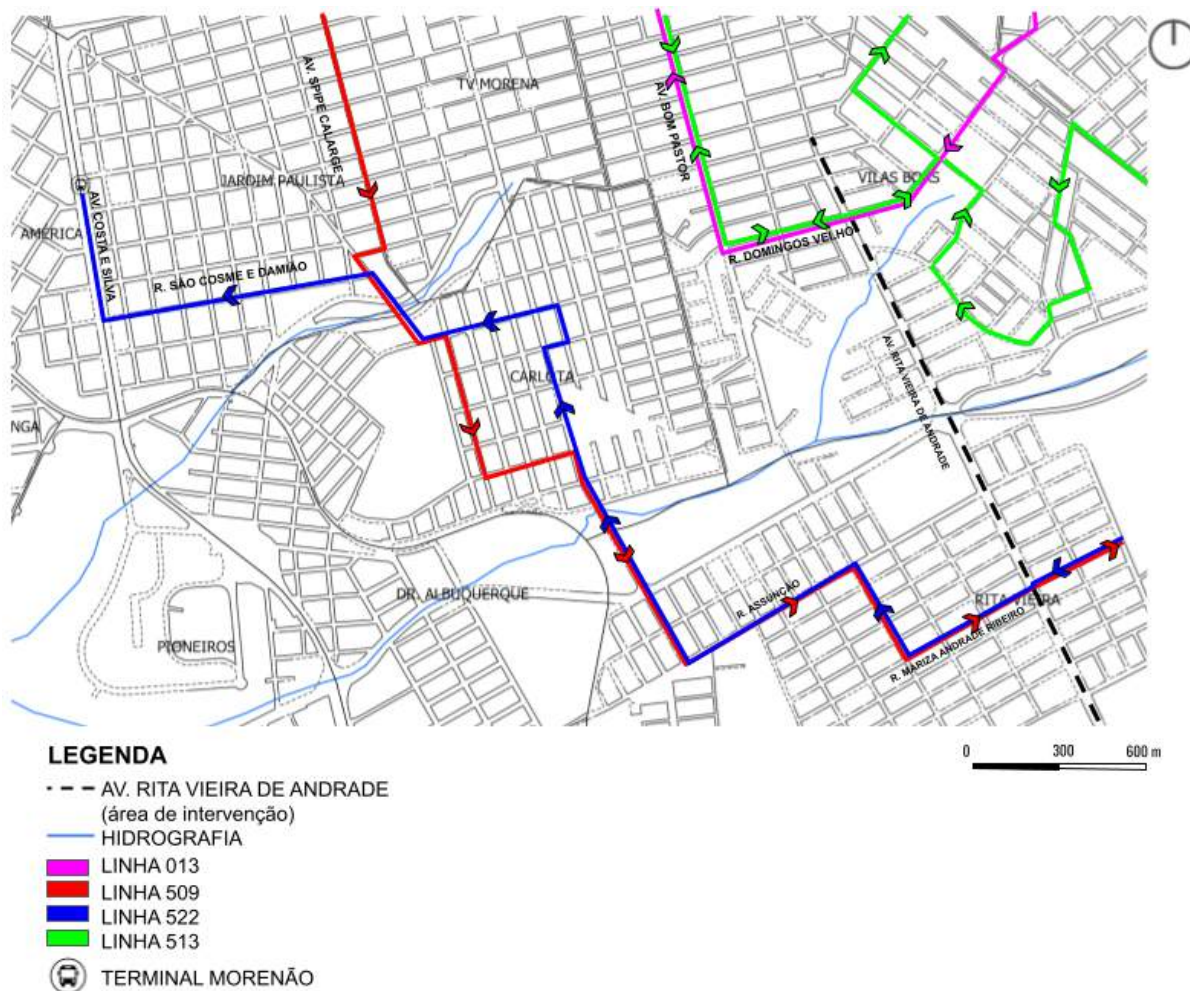 TV MORENA
AV. SPIPE CALARGE
AV. BOM PASTOR
JARDIM PAULISTA
VILAS BOAS
AV. COSTA E SILVA
AMÉRICA
R. DOMINGOS VELHO
R. SÃO COSME E DAMIÃO
CARLOTA
AV. RITA VIEIRA DE ANDRADE
NGA
DR. ALBUQUERQUE
R. ASSUNÇÃO
RITA VIEIRA
PIONEIROS
R. MARIZA ANDRADE RIBEIRO
LEGENDA
0 300 600 m
AV. RITA VIEIRA DE ANDRADE
(área de intervenção)
HIDROGRAFIA
LINHA 013
LINHA 509
LINHA 522
LINHA 513
TERMINAL MORENÃO